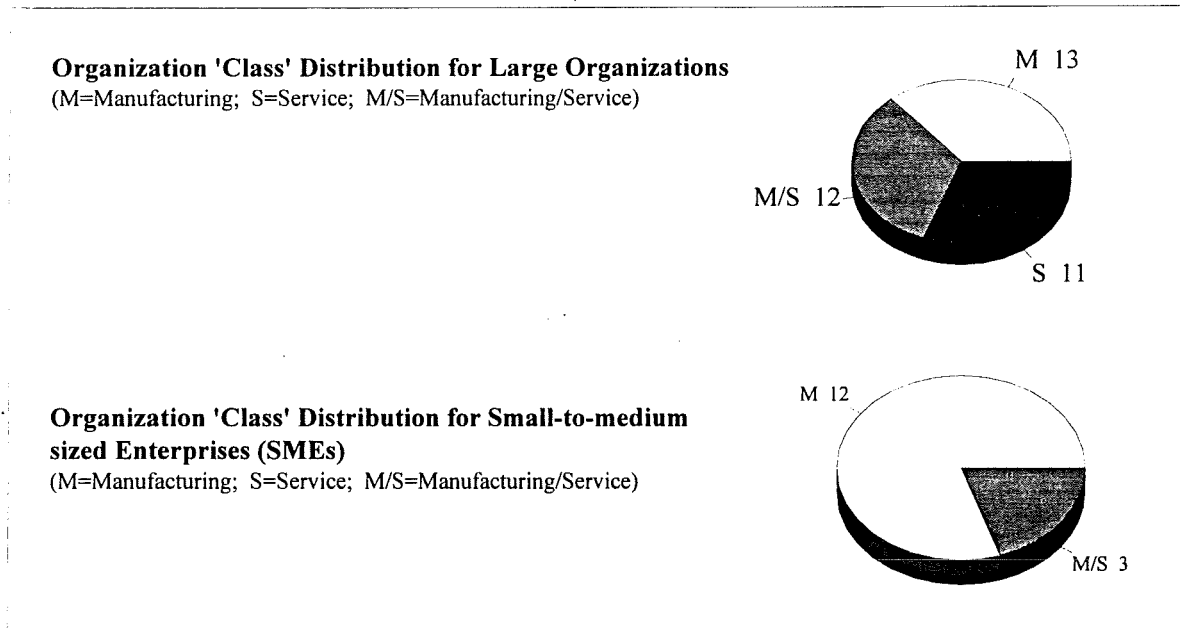 Organization 'Class' Distribution for Large Organizations
(M=Manufacturing; S=Service; M/S=Manufacturing/Service)
M 13
M/S 12
S 11
Organization 'Class' Distribution for Small-to-medium
sized Enterprises (SMEs)
(M=Manufacturing; S=Service; M/S=Manufacturing/Service)
M 12
M/S 3